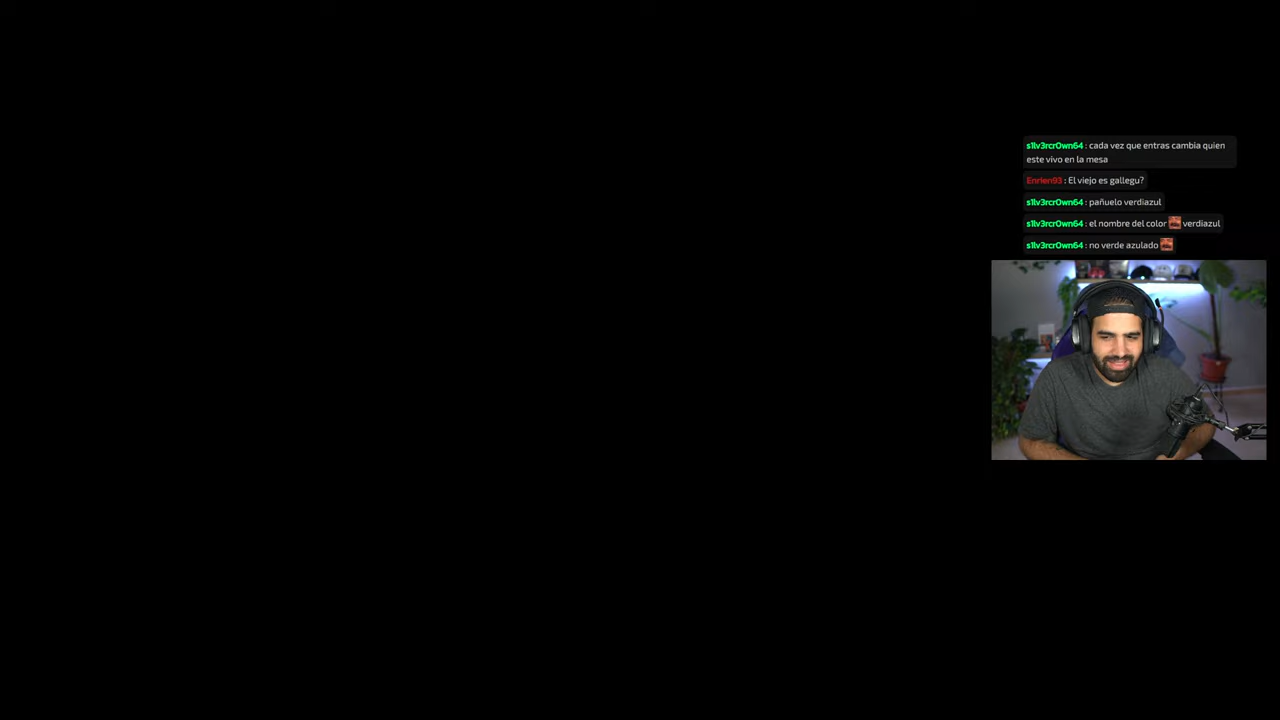 s1lv3rcr0wn64 : cada vez que entras cambia quien
este vivo en la mesa
Enrien93 : El viejo es gallegu?
s1lv3rcr0wn64 : pañuelo verdiazul
s1lv3rcr0wn64 : el nombre del color verdiazul
s1lv3rcr0wn64 : no verde azulado